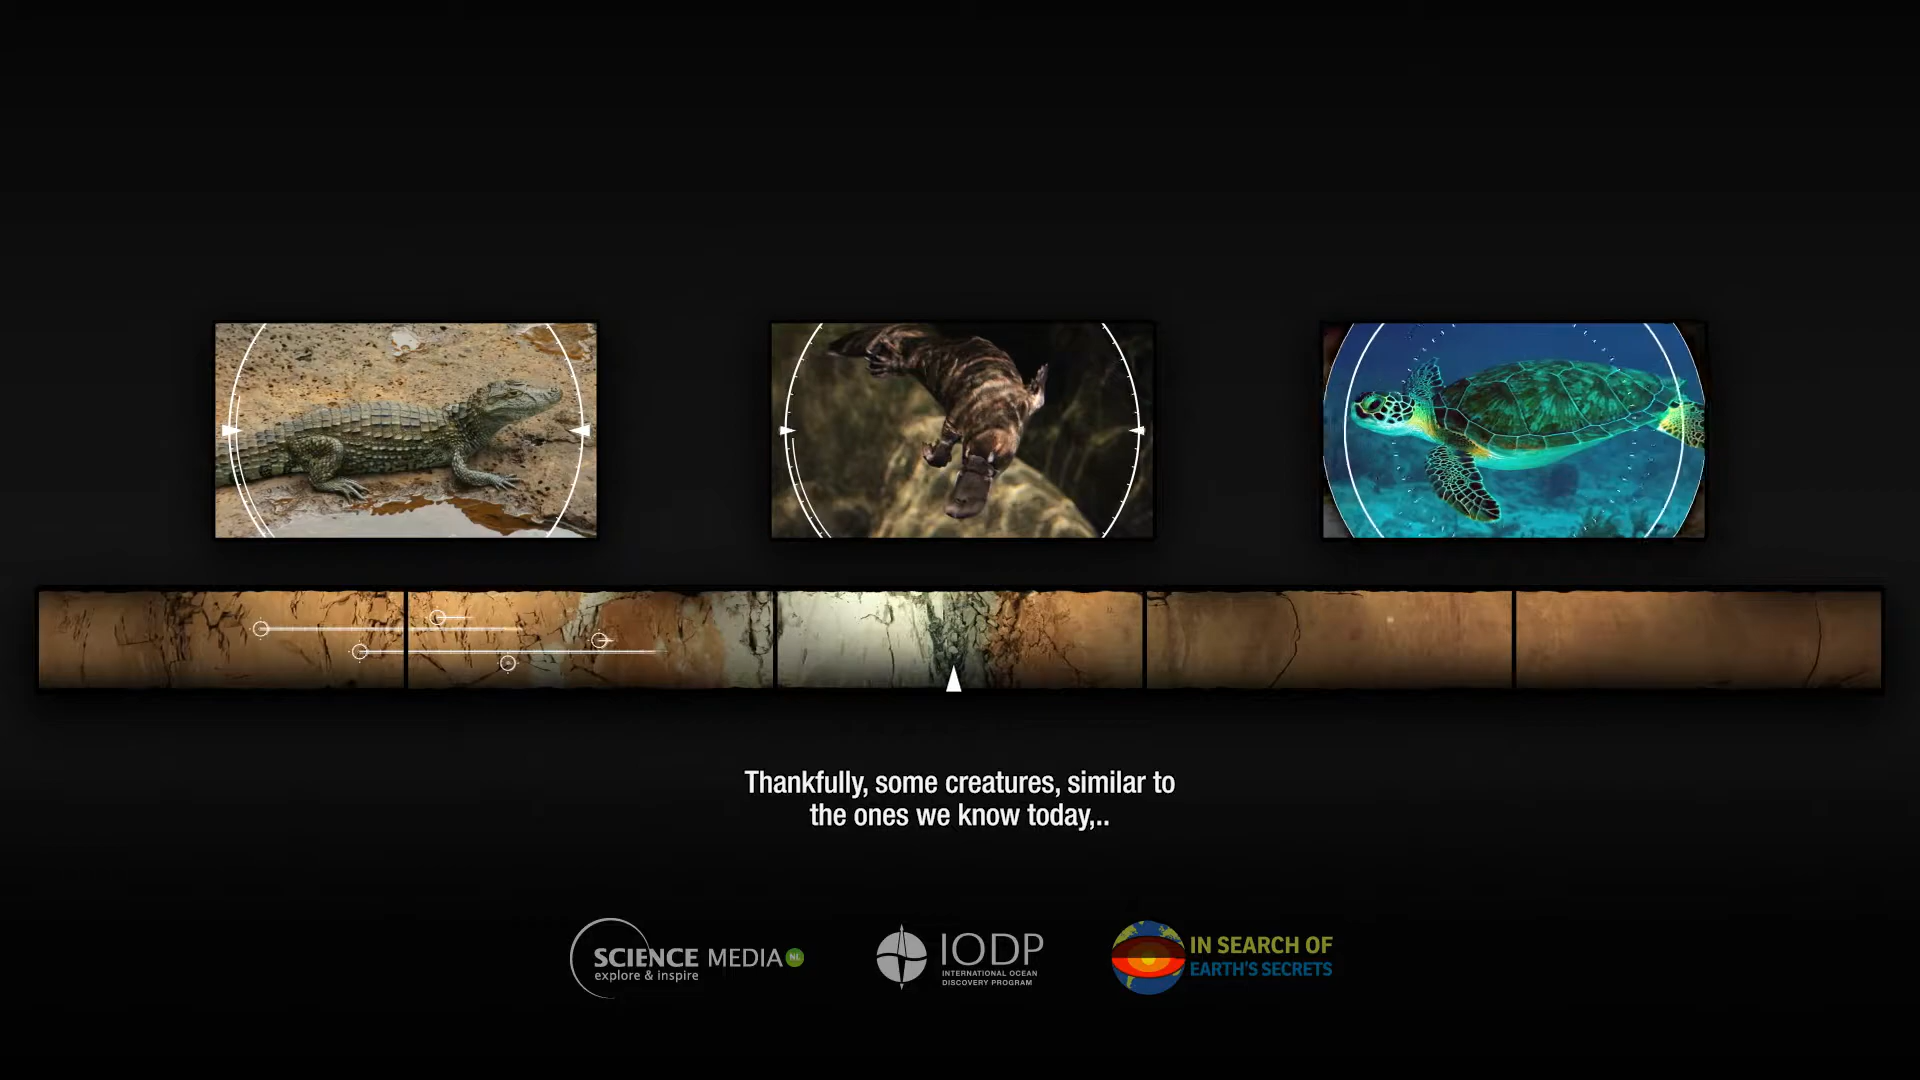 Thankfully, some creatures, similar to
the ones we know today,..
SCIENCE MEDIA NL
explore & inspire
IODP
INTERNATIONAL OCEAN
DISCOVERY PROGRAM
IN SEARCH OF
EARTH'S SECRETS